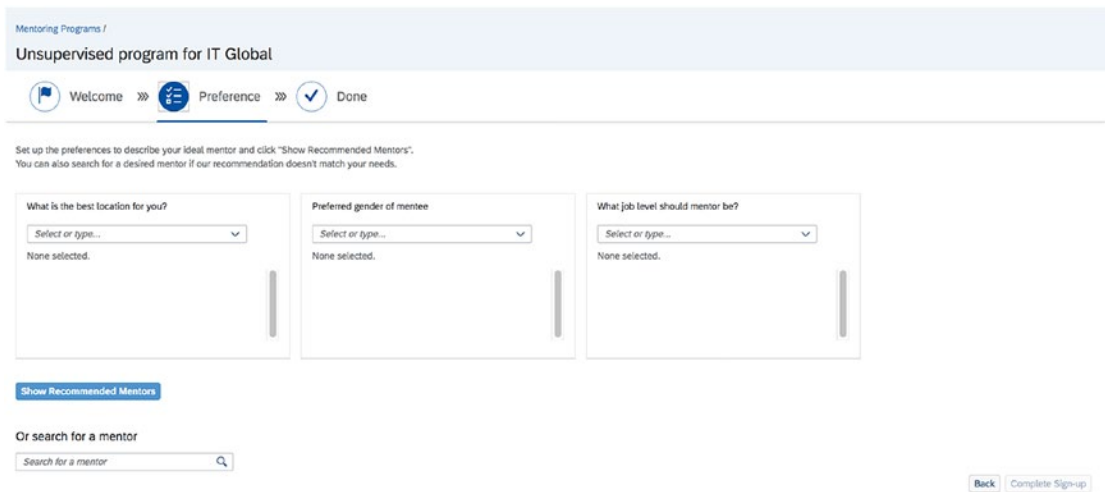 Mentoring Programs /
Unsupervised program for IT Global
Welcome Preference Done
Set up the preferences to describe your ideal mentor and click "Show Recommended Mentors".
You can also search for a desired mentor if our recommendation doesn't match your needs.
What is the best location for you?
Select or type...
None selected.
Preferred gender of mentee
Select or type...
None selected.
What job level should mentor be?
Select or type...
None selected.
Show Recommended Mentors
Or search for a mentor
Search for a mentor
Back Complete Sign-up